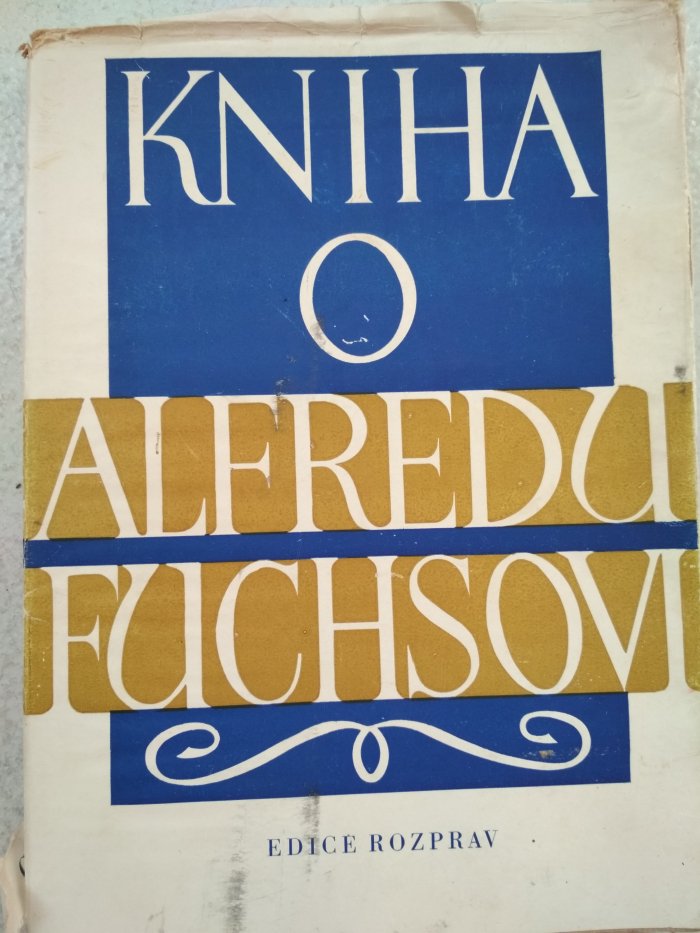 KNIHA
O
ALFREDU
FUCHSOVI
EDICE ROZPRAV